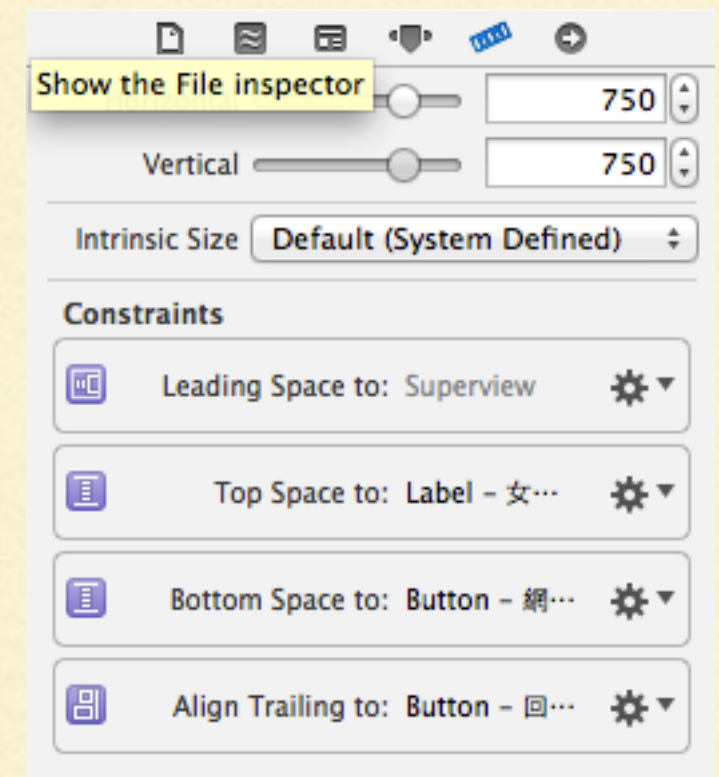 Show the File inspector
750
Vertical 750
Intrinsic Size Default (System Defined)
Constraints
Leading Space to: Superview
Top Space to: Label – 女…
Bottom Space to: Button – 網…
Align Trailing to: Button – 回…